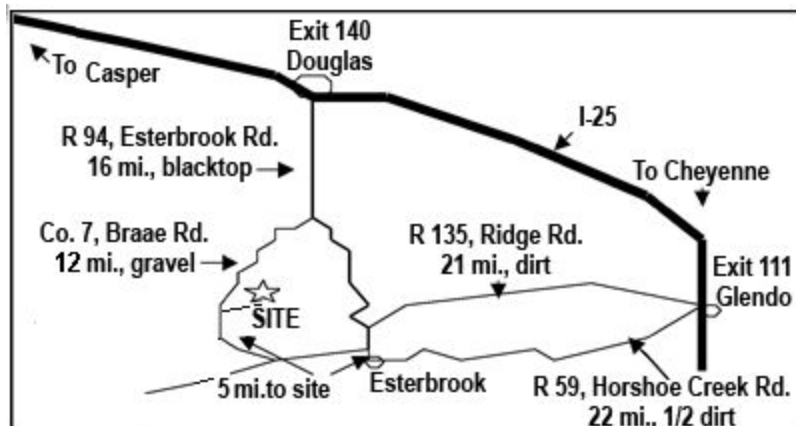 Exit 140
Douglas
To Casper
I-25
R 94, Esterbrook Rd.
16 mi., blacktop
To Cheyenne
Co. 7, Braae Rd.
12 mi., gravel
R 135, Ridge Rd.
21 mi., dirt
Exit 111
Glendo
SITE
5 mi.to site
Esterbrook
R 59, Horshoe Creek Rd.
22 mi., 1/2 dirt